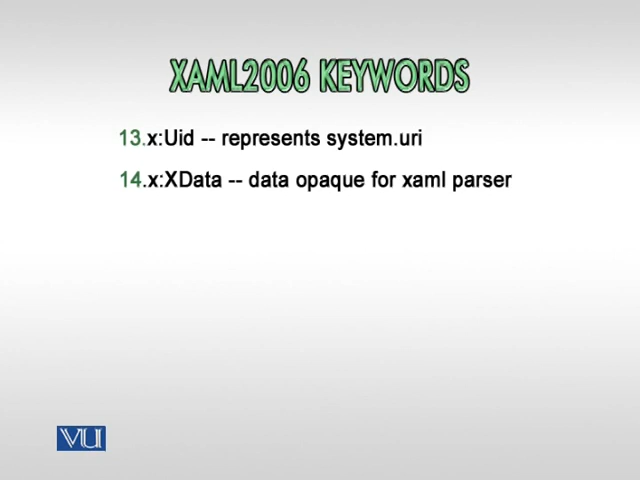 XAML2006 KEYWORDS
13.x:Uid -- represents system.uri
14.x:XData -- data opaque for xaml parser
VU